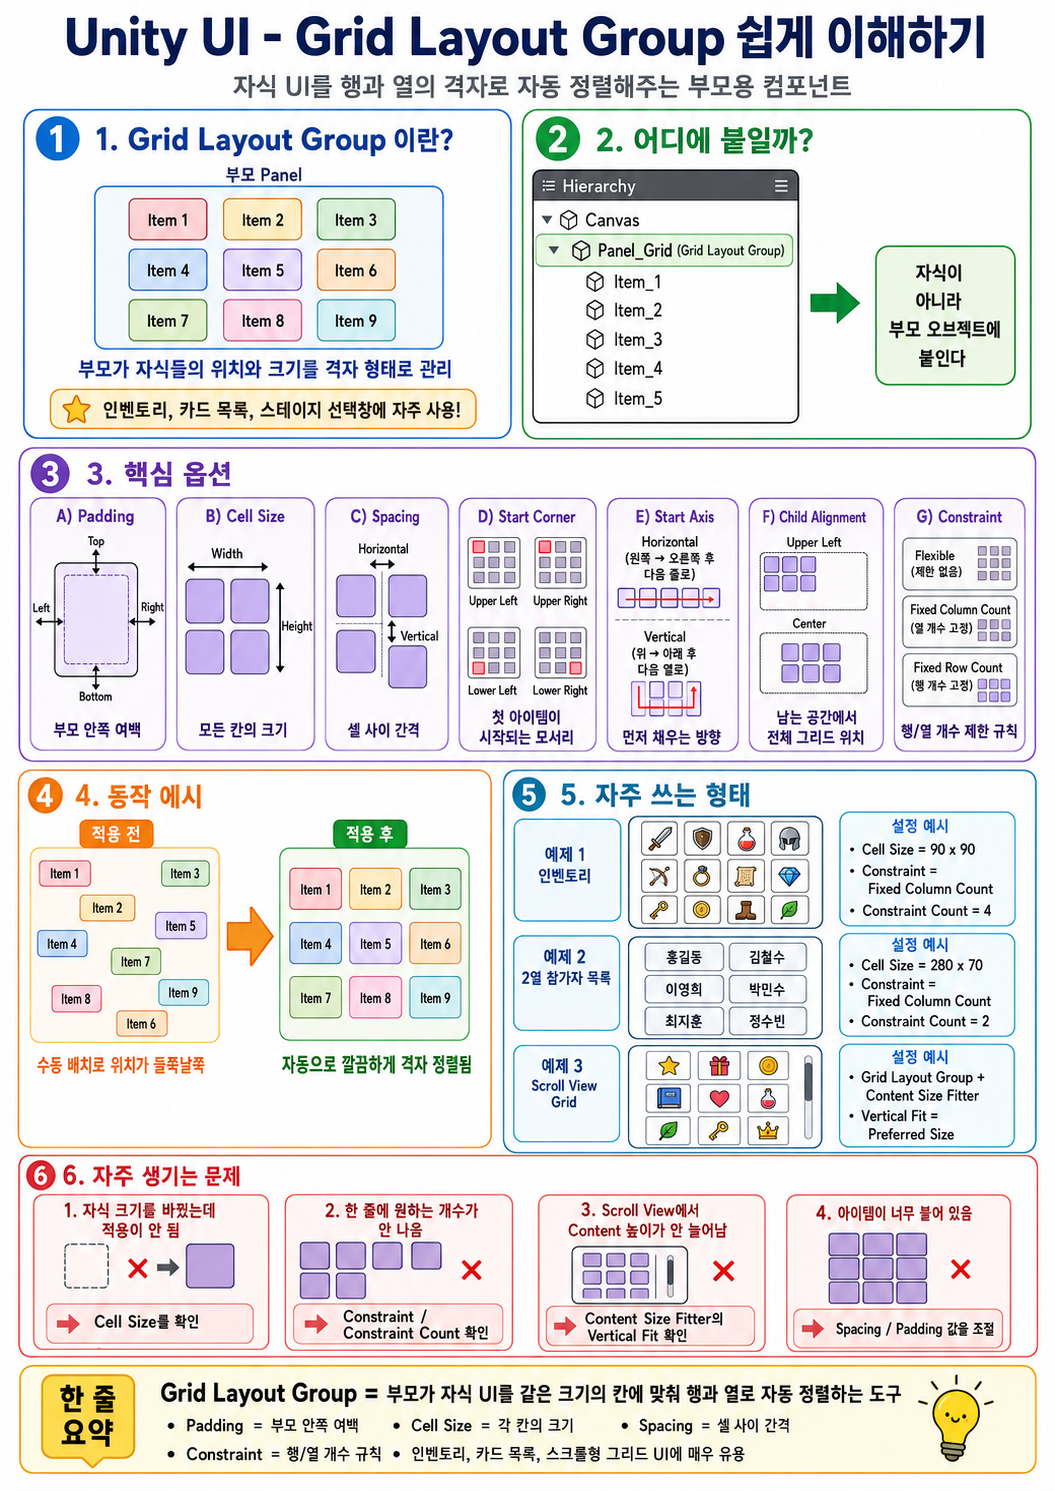 Unity UI - Grid Layout Group 쉽게 이해하기
자식 UI를 행과 열의 격자로 자동 정렬해주는 부모용 컴포넌트
1 1. Grid Layout Group 이란?
부모 Panel
Item 1 Item 2 Item 3
Item 4 Item 5 Item 6
Item 7 Item 8 Item 9
부모가 자식들의 위치와 크기를 격자 형태로 관리
인벤토리, 카드 목록, 스테이지 선택창에 자주 사용!
2 2. 어디에 붙일까?
Hierarchy
Canvas
Panel_Grid (Grid Layout Group)
Item_1
Item_2
Item_3
Item_4
Item_5
자식이
아니라
부모 오브젝트에
붙인다
3 3. 핵심 옵션
A) Padding
Top
Left
Right
Bottom
부모 안쪽 여백
B) Cell Size
Width
Height
모든 칸의 크기
C) Spacing
Horizontal
Vertical
셀 사이 간격
D) Start Corner
Upper Left Upper Right
Lower Left Lower Right
첫 아이템이
시작되는 모서리
E) Start Axis
Horizontal
(왼쪽 → 오른쪽 후
다음 줄로)
Vertical
(위 → 아래 후
다음 열로)
먼저 채우는 방향
F) Child Alignment
Upper Left
Center
남는 공간에서
전체 그리드 위치
G) Constraint
Flexible
(제한 없음)
Fixed Column Count
(열 개수 고정)
Fixed Row Count
(행 개수 고정)
행/열 개수 제한 규칙
4 4. 동작 예시
적용 전
Item 1
Item 3
Item 2
Item 5
Item 4
Item 7
Item 8
Item 9
Item 6
수동 배치로 위치가 들쭉날쭉
적용 후
Item 1 Item 2 Item 3
Item 4 Item 5 Item 6
Item 7 Item 8 Item 9
자동으로 깔끔하게 격자 정렬됨
5 5. 자주 쓰는 형태
예제 1
인벤토리
설정 예시
• Cell Size = 90 x 90
• Constraint =
Fixed Column Count
• Constraint Count = 4
예제 2
2열 참가자 목록
홍길동 김철수
이영희 박민수
최지훈 정수빈
설정 예시
• Cell Size = 280 x 70
• Constraint =
Fixed Column Count
• Constraint Count = 2
예제 3
Scroll View
Grid
설정 예시
• Grid Layout Group +
Content Size Fitter
• Vertical Fit =
Preferred Size
6 6. 자주 생기는 문제
1. 자식 크기를 바꿨는데
적용이 안 됨
Cell Size를 확인
2. 한 줄에 원하는 개수가
안 나옴
Constraint /
Constraint Count 확인
3. Scroll View에서
Content 높이가 안 늘어남
Content Size Fitter의
Vertical Fit 확인
4. 아이템이 너무 붙어 있음
Spacing / Padding 값을 조절
한 줄
요약
Grid Layout Group = 부모가 자식 UI를 같은 크기의 칸에 맞춰 행과 열로 자동 정렬하는 도구
• Padding = 부모 안쪽 여백 • Cell Size = 각 칸의 크기 • Spacing = 셀 사이 간격
• Constraint = 행/열 개수 규칙 • 인벤토리, 카드 목록, 스크롤형 그리드 UI에 매우 유용